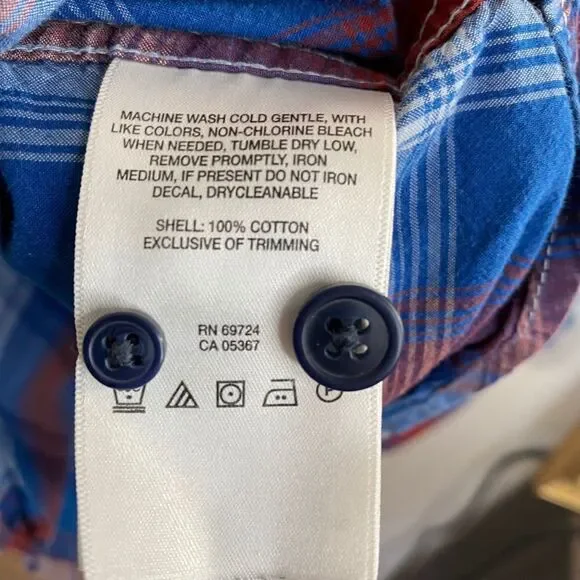 MACHINE WASH COLD GENTLE, WITH
LIKE COLORS, NON-CHLORINE BLEACH
WHEN NEEDED, TUMBLE DRY LOW,
REMOVE PROMPTLY, IRON
MEDIUM, IF PRESENT DO NOT IRON
DECAL, DRYCLEANABLE
SHELL: 100% COTTON
EXCLUSIVE OF TRIMMING
RN 69724
CA 05367
P